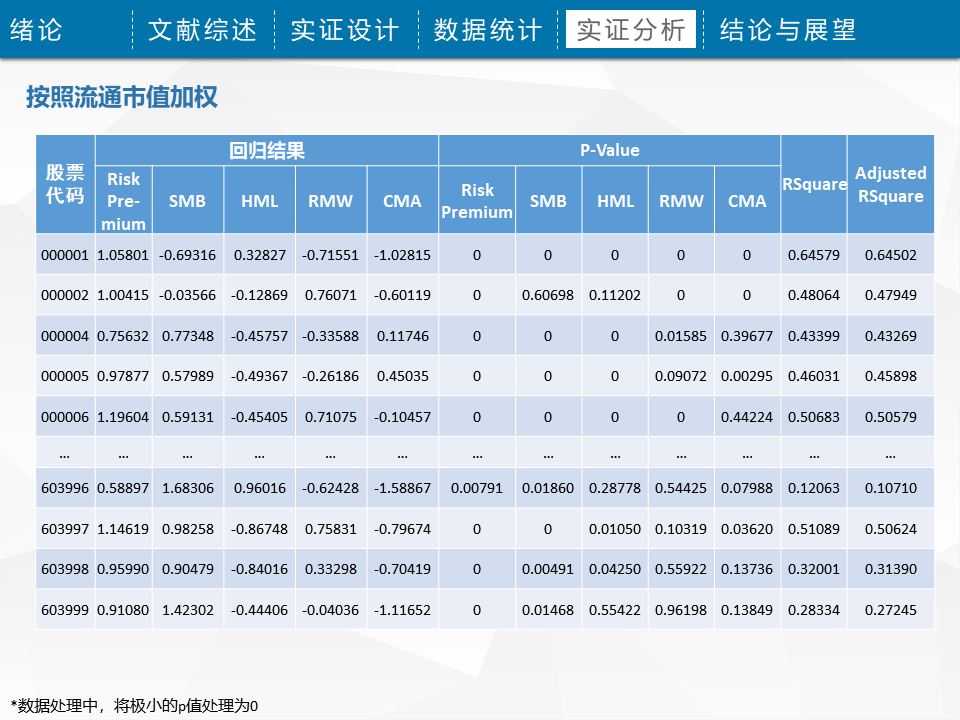 绪论 文献综述 实证设计 数据统计 实证分析 结论与展望
按照流通市值加权
股票代码 回归结果 P-Value RSquare Adjusted RSquare
Risk Pre-mium SMB HML RMW CMA Risk Premium SMB HML RMW CMA
000001 1.05801 -0.69316 0.32827 -0.71551 -1.02815 0 0 0 0 0 0.64579 0.64502
000002 1.00415 -0.03566 -0.12869 0.76071 -0.60119 0 0.60698 0.11202 0 0 0.48064 0.47949
000004 0.75632 0.77348 -0.45757 -0.33588 0.11746 0 0 0 0.01585 0.39677 0.43399 0.43269
000005 0.97877 0.57989 -0.49367 -0.26186 0.45035 0 0 0 0.09072 0.00295 0.46031 0.45898
000006 1.19604 0.59131 -0.45405 0.71075 -0.10457 0 0 0 0 0.44224 0.50683 0.50579
... ... ... ... ... ... ... ... ... ... ... ... ...
603996 0.58897 1.68306 0.96016 -0.62428 -1.58867 0.00791 0.01860 0.28778 0.54425 0.07988 0.12063 0.10710
603997 1.14619 0.98258 -0.86748 0.75831 -0.79674 0 0 0.01050 0.10319 0.03620 0.51089 0.50624
603998 0.95990 0.90479 -0.84016 0.33298 -0.70419 0 0.00491 0.04250 0.55922 0.13736 0.32001 0.31390
603999 0.91080 1.42302 -0.44406 -0.04036 -1.11652 0 0.01468 0.55422 0.96198 0.13849 0.28334 0.27245
*数据处理中，将极小的p值处理为0